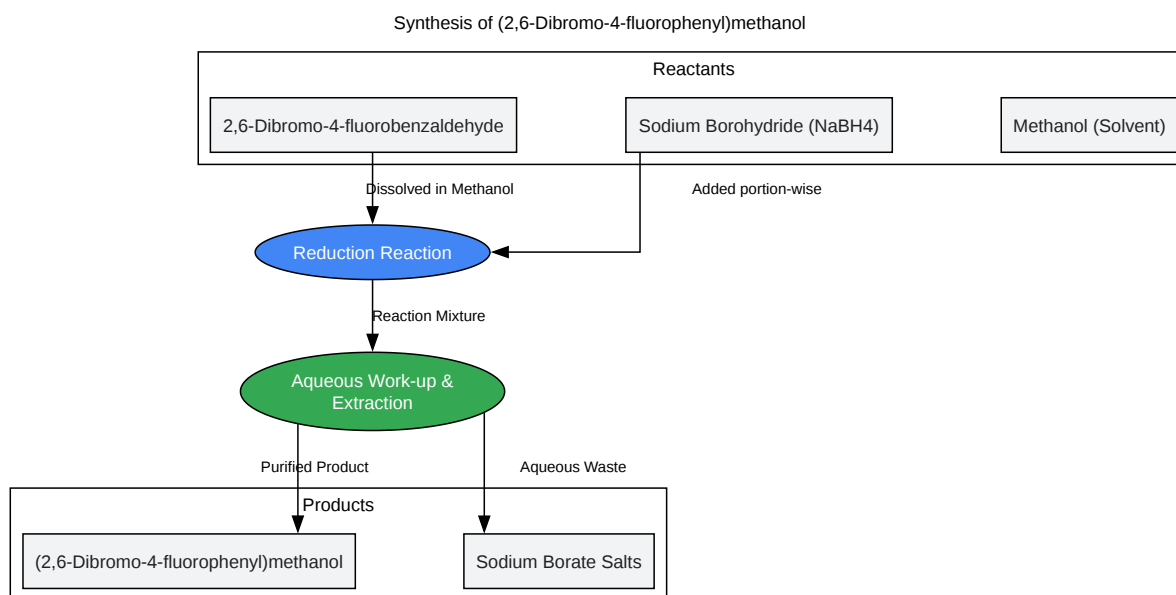 Synthesis of (2,6-Dibromo-4-fluorophenyl)methanol
Reactants
2,6-Dibromo-4-fluorobenzaldehyde
Sodium Borohydride (NaBH4)
Methanol (Solvent)
Dissolved in Methanol
Added portion-wise
Reduction Reaction
Reaction Mixture
Aqueous Work-up &
Extraction
Purified Product
Aqueous Waste
Products
(2,6-Dibromo-4-fluorophenyl)methanol
Sodium Borate Salts